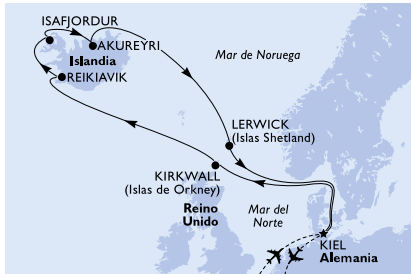 ISAFJORDUR
AKUREYRI
Islandia
REIKIAVIK
Mar de Noruega
LERWICK
(Islas Shetland)
KIRKWALL
(Islas de Orkney)
Reino
Unido
Mar del
Norte
KIEL
Alemania